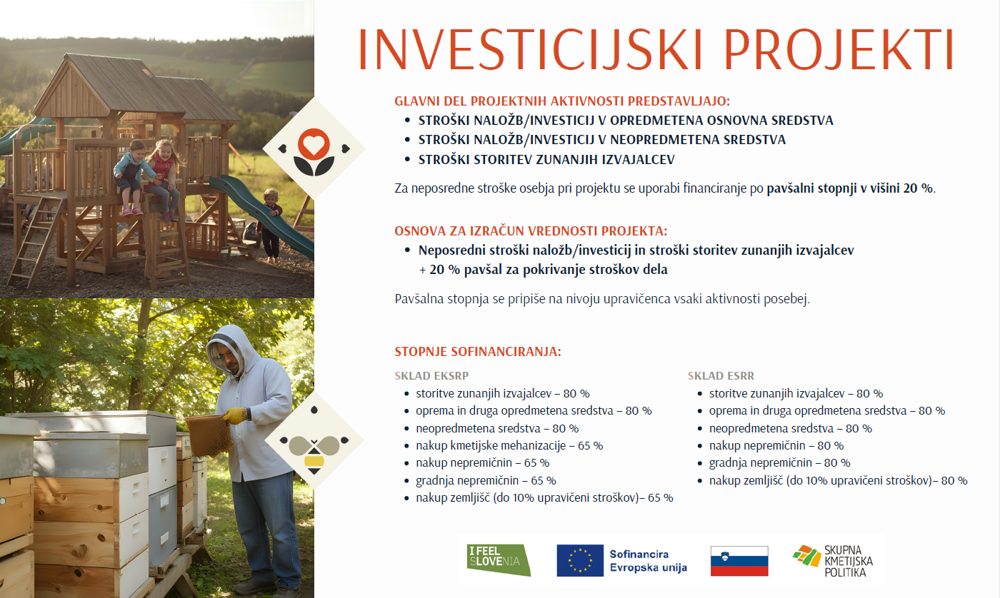 INVESTICIJSKI PROJEKTI
GLAVNI DEL PROJEKTNIH AKTIVNOSTI PREDSTAVLJAJO:
• STROŠKI NALOŽB/INVESTICIJ V OPREDMETENA OSNOVNA SREDSTVA
• STROŠKI NALOŽB/INVESTICIJ V NEOPREDMETENA SREDSTVA
• STROŠKI STORITEV ZUNANJIH IZVAJALCEV
Za neposredne stroške osebja pri projektu se uporabi financiranje po pavšalni stopnji v višini 20 %.
OSNOVA ZA IZRAČUN VREDNOSTI PROJEKTA:
• Neposredni stroški naložb/investicij in stroški storitev zunanjih izvajalcev
+ 20 % pavšal za pokrivanje stroškov dela
Pavšalna stopnja se pripiše na nivoju upravičenca vsaki aktivnosti posebej.
STOPNJE SOFINANCIRANJA:
SKLAD EKSRP
• storitve zunanjih izvajalcev – 80 %
• oprema in druga opredmetena sredstva – 80 %
• neopredmetena sredstva – 80 %
• nakup kmetijske mehanizacije – 65 %
• nakup nepremičnin – 65 %
• gradnja nepremičnin – 65 %
• nakup zemljišč (do 10% upravičeni stroškov)– 65 %
SKLAD ESRR
• storitve zunanjih izvajalcev – 80 %
• oprema in druga opredmetena sredstva – 80 %
• neopredmetena sredstva – 80 %
• nakup nepremičnin – 80 %
• gradnja nepremičnin – 80 %
• nakup zemljišč (do 10% upravičeni stroškov)– 80 %
I FEEL
SLOVENIA
Sofinancira
Evropska unija
SKUPNA
KMETIJSKA
POLITIKA